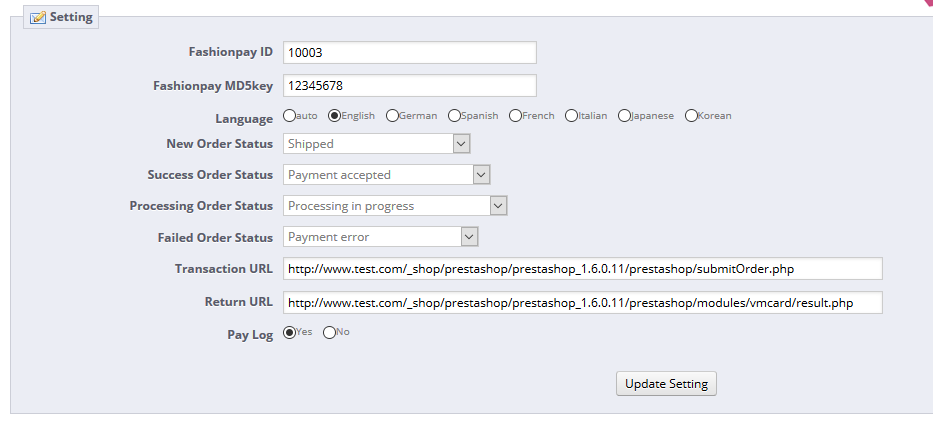 Setting
Fashionpay ID 10003
Fashionpay MD5key 12345678
Language auto English German Spanish French Italian Japanese Korean
New Order Status Shipped
Success Order Status Payment accepted
Processing Order Status Processing in progress
Failed Order Status Payment error
Transaction URL http://www.test.com/_shop/prestashop/prestashop_1.6.0.11/prestashop/submitOrder.php
Return URL http://www.test.com/_shop/prestashop/prestashop_1.6.0.11/prestashop/modules/vmcard/result.php
Pay Log Yes No
Update Setting